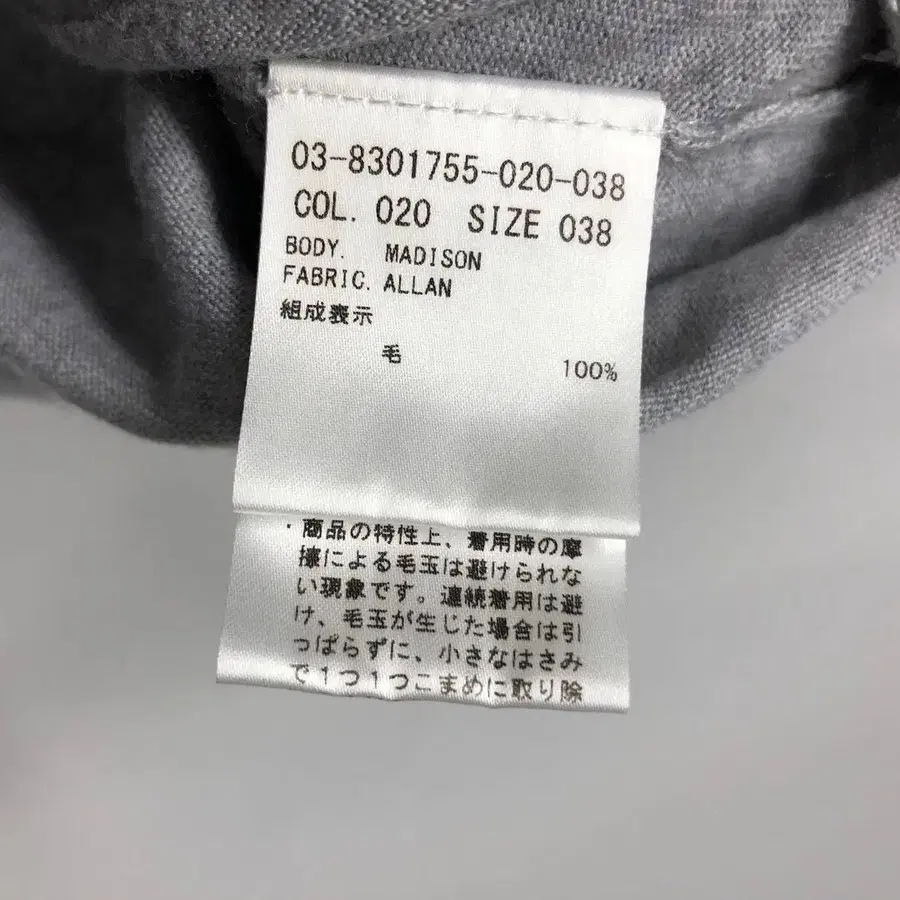 03-8301755-020-038
COL. 020 SIZE 038
BODY. MADISON
FABRIC. ALLAN
組成表示
毛 100%
・商品の特性上、着用時の摩
擦による毛玉は避けられな
い現象です。連続着用は避
け、毛玉が生じた場合は引
っぱらずに、小さなはさみ
で1つ1つこまめに取り除